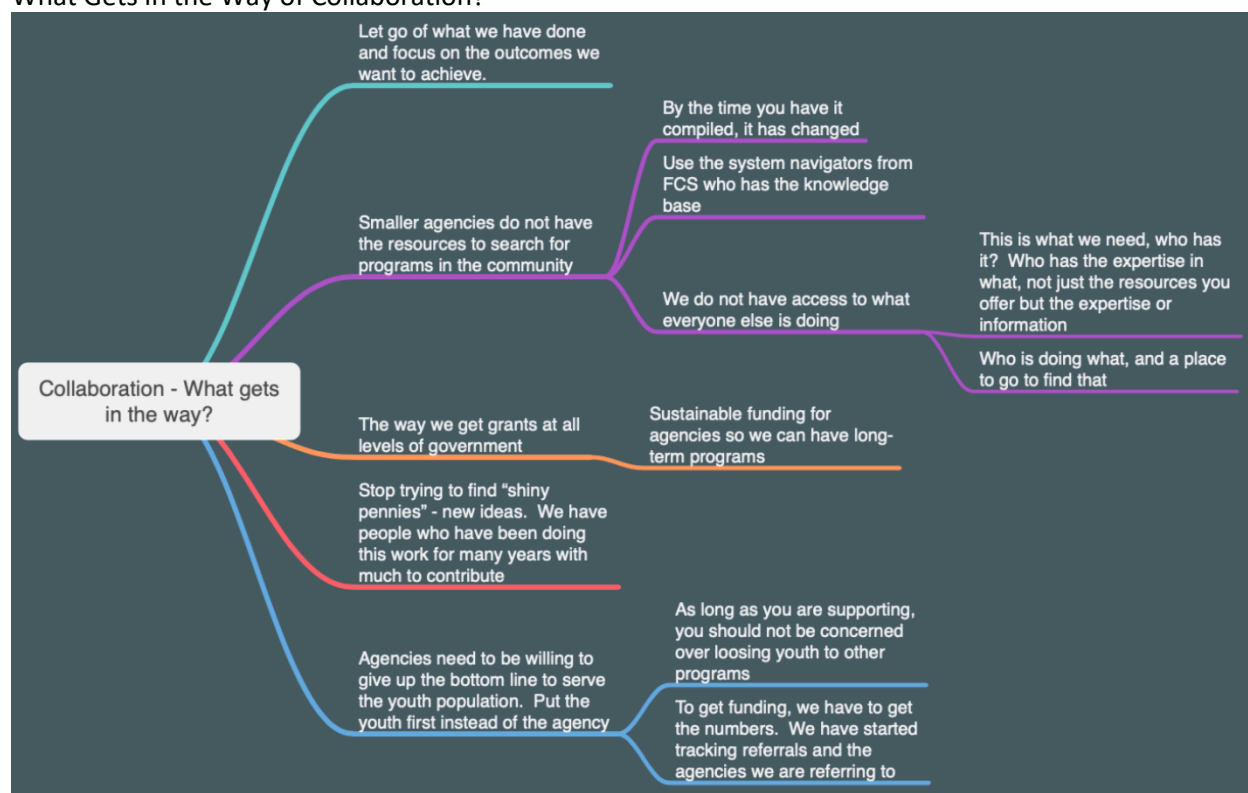 What Gets in the Way of Collaboration?
Let go of what we have done
and focus on the outcomes we
want to achieve.
By the time you have it
compiled, it has changed
Use the system navigators from
FCS who has the knowledge
base
Smaller agencies do not have
the resources to search for
programs in the community
This is what we need, who has
it?  Who has the expertise in
what, not just the resources you
offer but the expertise or
information
We do not have access to what
everyone else is doing
Who is doing what, and a place
to go to find that
Collaboration - What gets
in the way?
The way we get grants at all
levels of government
Sustainable funding for
agencies so we can have long-
term programs
Stop trying to find “shiny
pennies” - new ideas.  We have
people who have been doing
this work for many years with
much to contribute
As long as you are supporting,
you should not be concerned
over loosing youth to other
programs
Agencies need to be willing to
give up the bottom line to serve
the youth population.  Put the
youth first instead of the agency
To get funding, we have to get
the numbers.  We have started
tracking referrals and the
agencies we are referring to